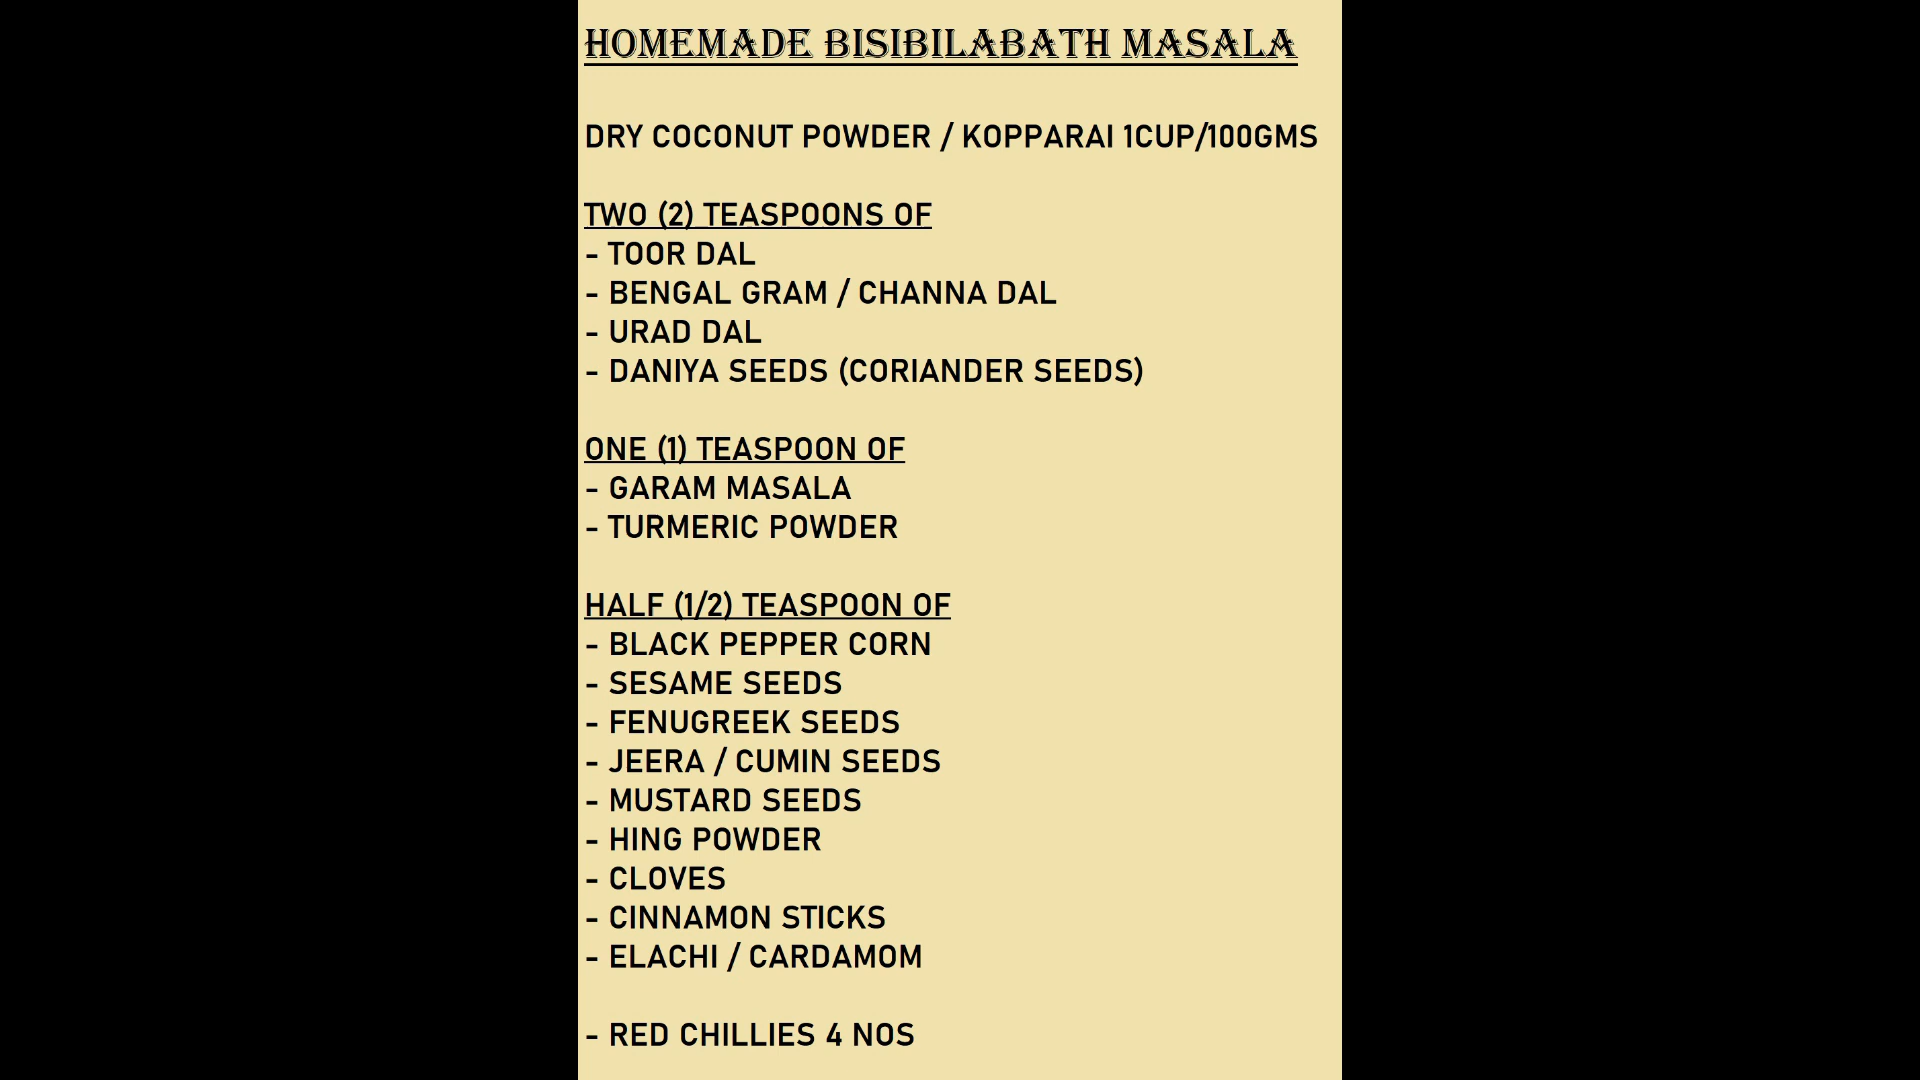 HOMEMADE BISIBILABATH MASALA
DRY COCONUT POWDER / KOPPARAI 1CUP/100GMS
TWO (2) TEASPOONS OF
- TOOR DAL
- BENGAL GRAM / CHANNA DAL
- URAD DAL
- DANIYA SEEDS (CORIANDER SEEDS)
ONE (1) TEASPOON OF
- GARAM MASALA
- TURMERIC POWDER
HALF (1/2) TEASPOON OF
- BLACK PEPPER CORN
- SESAME SEEDS
- FENUGREEK SEEDS
- JEERA / CUMIN SEEDS
- MUSTARD SEEDS
- HING POWDER
- CLOVES
- CINNAMON STICKS
- ELACHI / CARDAMOM
- RED CHILLIES 4 NOS